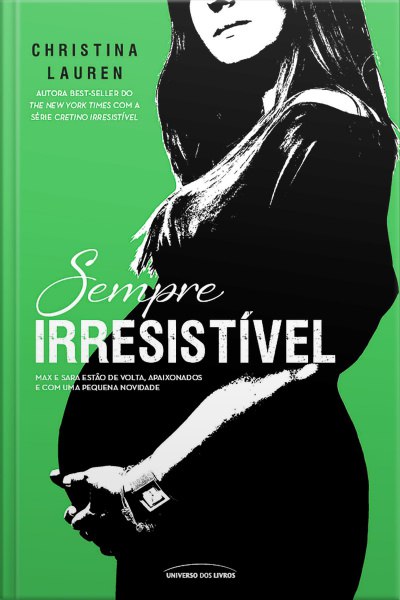 CHRISTINA
LAUREN
AUTORA BEST-SELLER DO
THE NEW YORK TIMES COM A
SÉRIE CRETINO IRRESISTÍVEL
Sempre
IRRESISTÍVEL
MAX E SARA ESTÃO DE VOLTA, APAIXONADOS
E COM UMA PEQUENA NOVIDADE
UNIVERSO DOS LIVROS